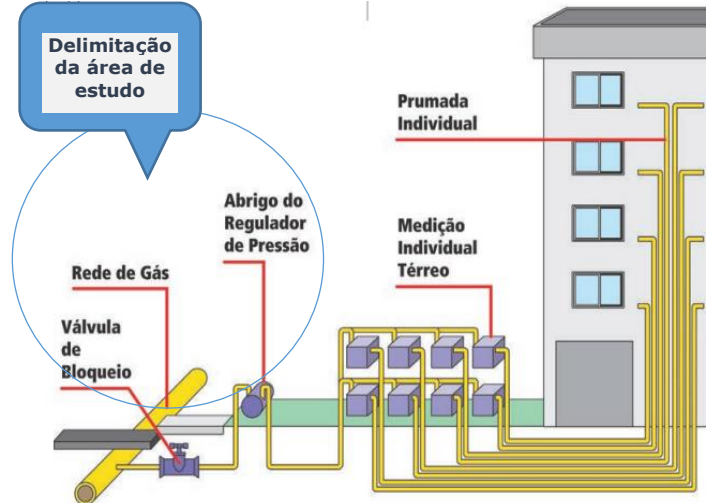 Delimitação
da área de
estudo
Prumada
Individual
Abrigo do
Regulador
de Pressão
Medição
Individual
Térreo
Rede de Gás
Válvula
de
Bloqueio